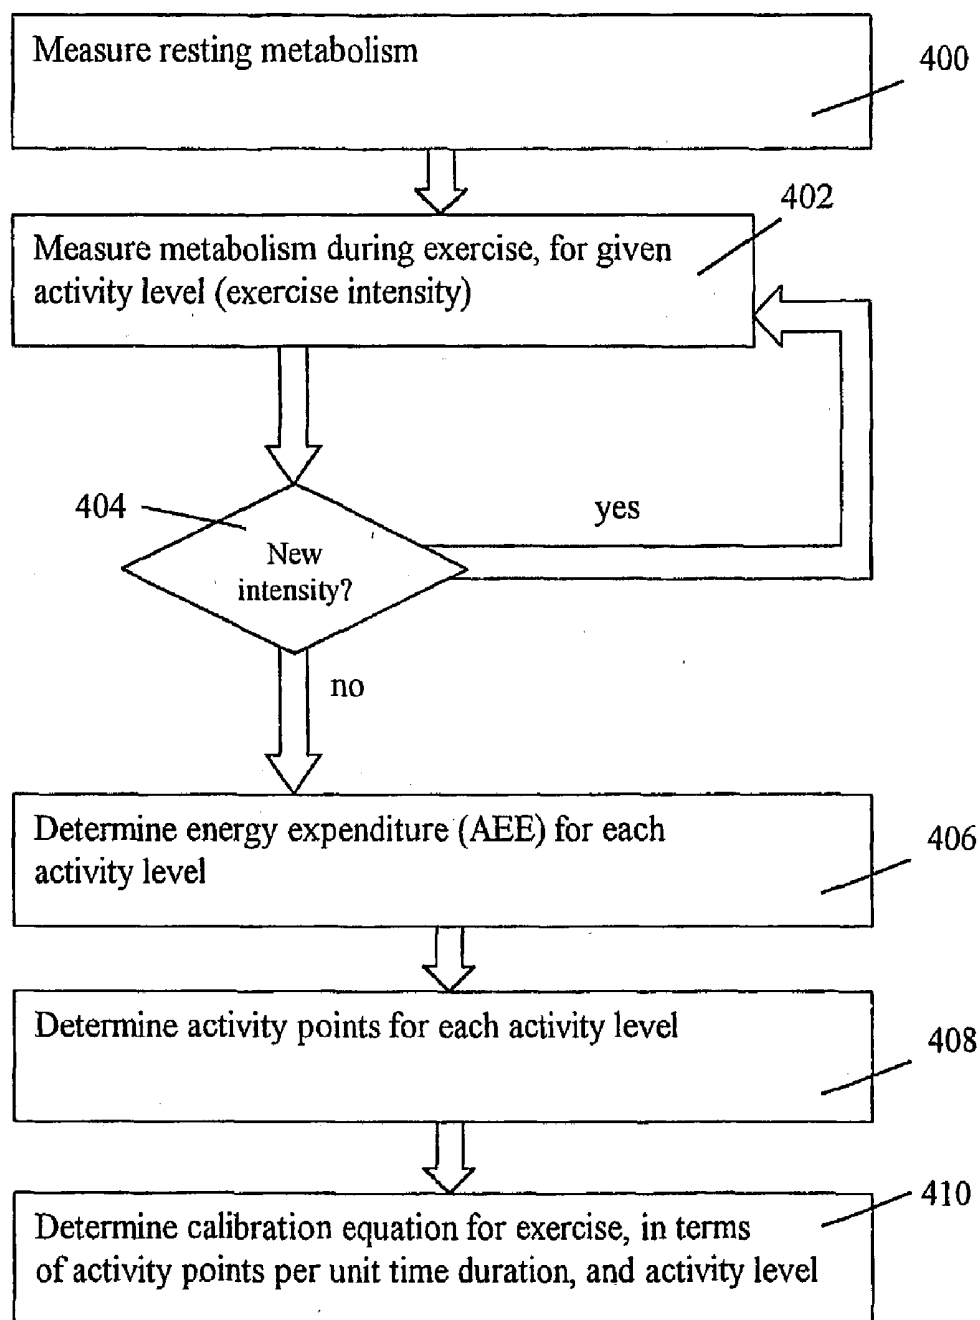 Measure resting metabolism
400
402
Measure metabolism during exercise, for given
activity level (exercise intensity)
404
yes
New
intensity?
no
Determine energy expenditure (AEE) for each
activity level
406
Determine activity points for each activity level
408
410
Determine calibration equation for exercise, in terms
of activity points per unit time duration, and activity level